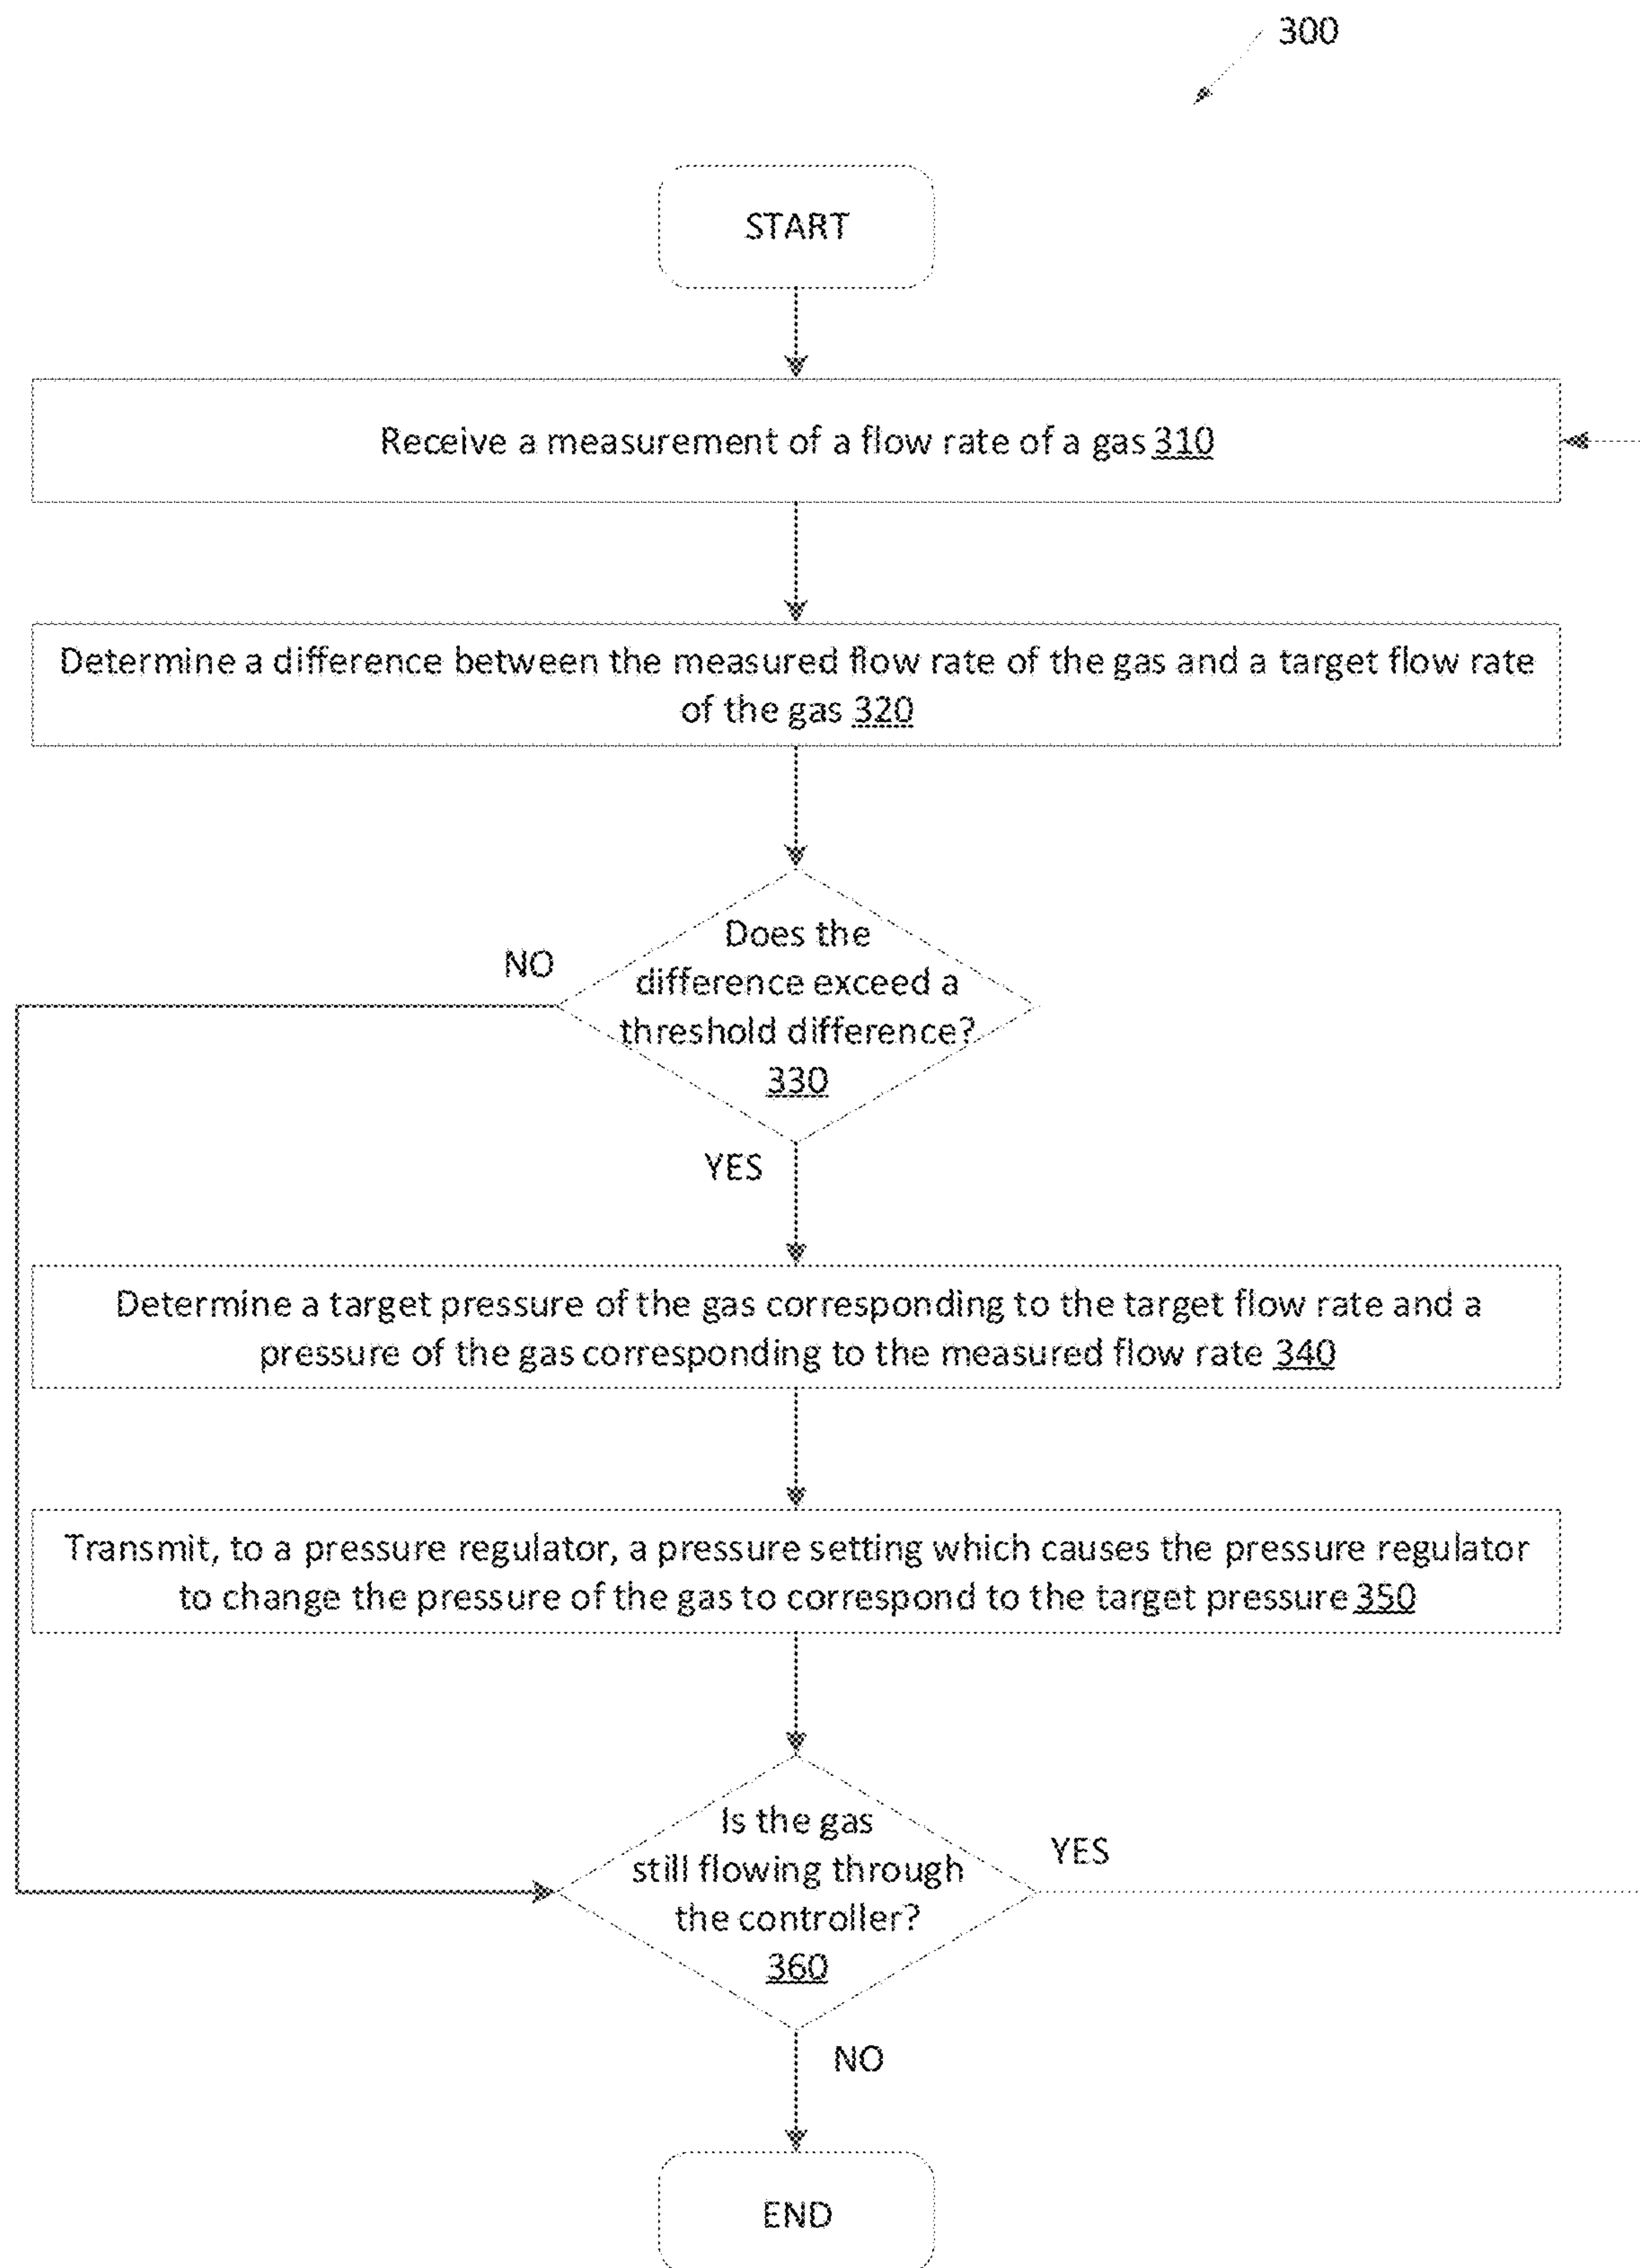 300
START
Receive a measurement of a flow rate of a gas 310
Determine a difference between the measured flow rate of the gas and a target flow rate
of the gas 320
Does the
difference exceed a
threshold difference?
330
NO
YES
Determine a target pressure of the gas corresponding to the target flow rate and a
pressure of the gas corresponding to the measured flow rate 340
Transmit, to a pressure regulator, a pressure setting which causes the pressure regulator
to change the pressure of the gas to correspond to the target pressure 350
Is the gas
still flowing through
the controller?
360
YES
NO
END